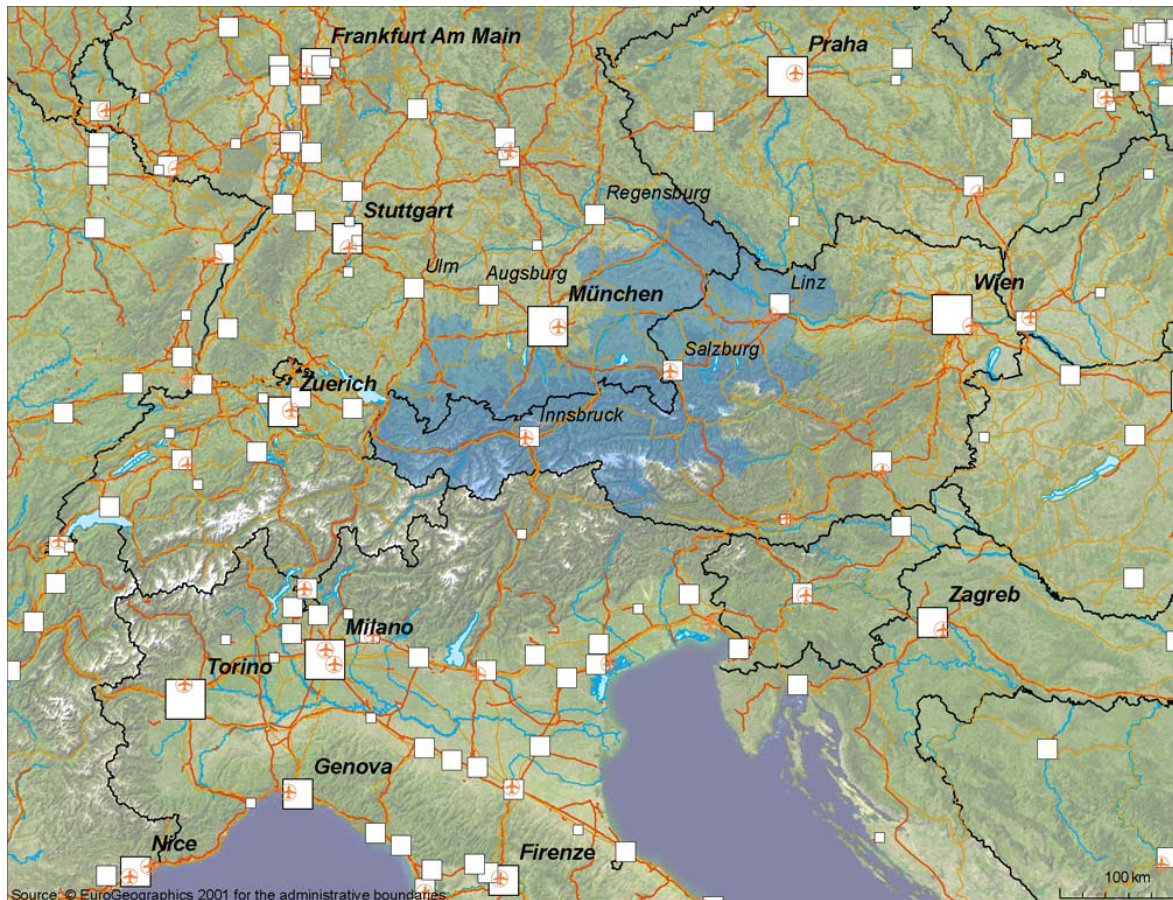 Frankfurt Am Main
Praha
Regensburg
Stuttgart
Ulm
Augsburg
München
Linz
Wien
Salzburg
Zuerich
Innsbruck
Zagreb
Milano
Torino
Genova
Nice
Firenze
100 km
Source: © EuroGeographics 2001 for the administrative boundaries